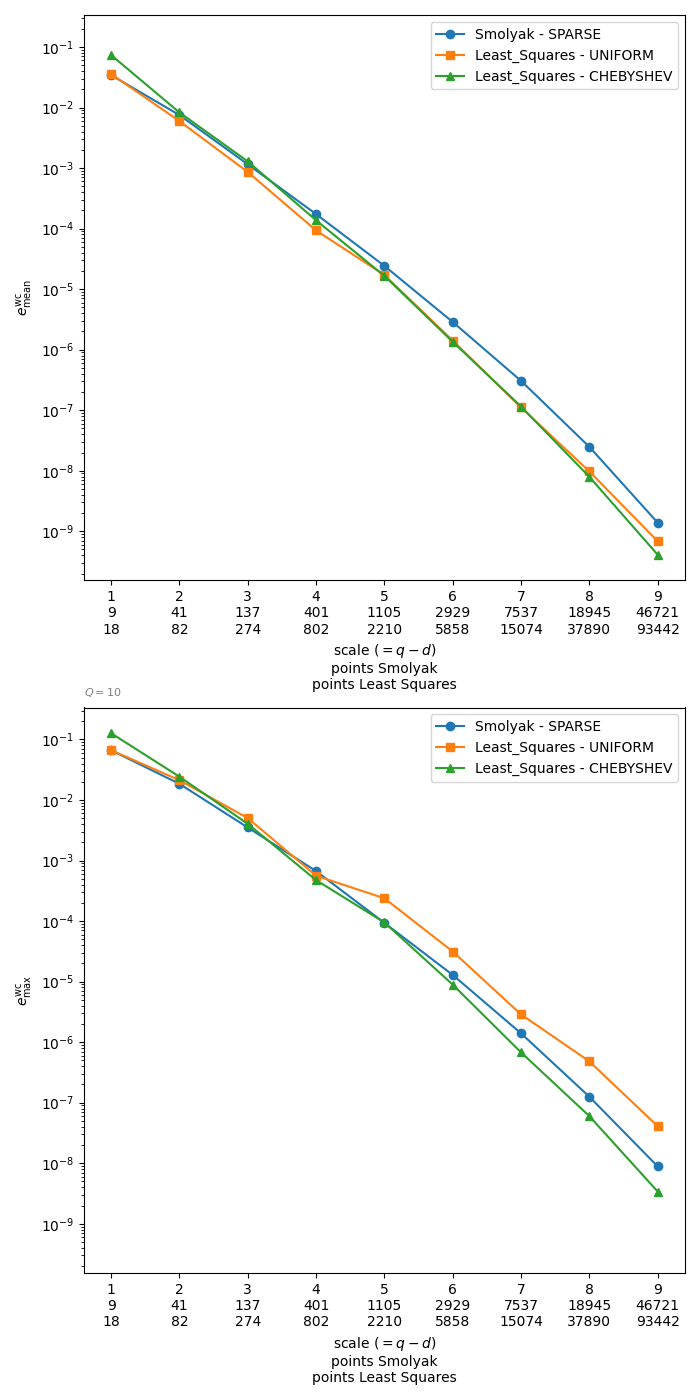 Smolyak - SPARSE
Least_Squares - UNIFORM
Least_Squares - CHEBYSHEV
10⁻¹
10⁻²
10⁻³
10⁻⁴
10⁻⁵
10⁻⁶
10⁻⁷
10⁻⁸
10⁻⁹
e^wc_mean
1 2 3 4 5 6 7 8 9
9 41 137 401 1105 2929 7537 18945 46721
18 82 274 802 2210 5858 15074 37890 93442
scale (= q − d)
points Smolyak
points Least Squares
Q = 10
Smolyak - SPARSE
Least_Squares - UNIFORM
Least_Squares - CHEBYSHEV
10⁻¹
10⁻²
10⁻³
10⁻⁴
10⁻⁵
10⁻⁶
10⁻⁷
10⁻⁸
10⁻⁹
e^wc_max
1 2 3 4 5 6 7 8 9
9 41 137 401 1105 2929 7537 18945 46721
18 82 274 802 2210 5858 15074 37890 93442
scale (= q − d)
points Smolyak
points Least Squares